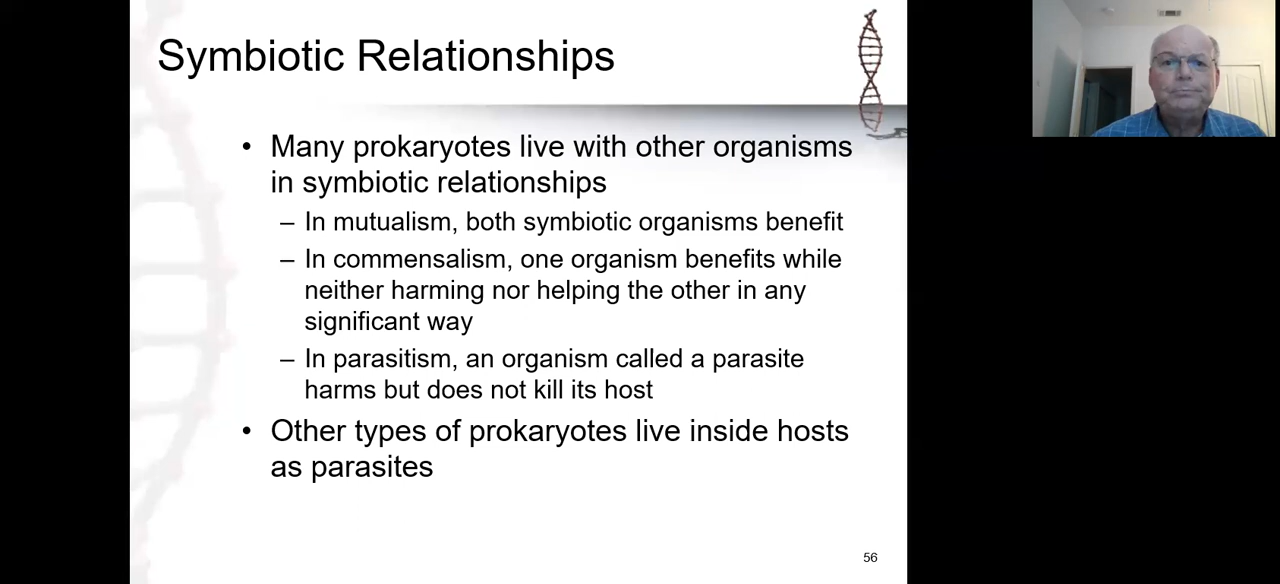 Symbiotic Relationships
• Many prokaryotes live with other organisms
in symbiotic relationships
– In mutualism, both symbiotic organisms benefit
– In commensalism, one organism benefits while
neither harming nor helping the other in any
significant way
– In parasitism, an organism called a parasite
harms but does not kill its host
• Other types of prokaryotes live inside hosts
as parasites
56